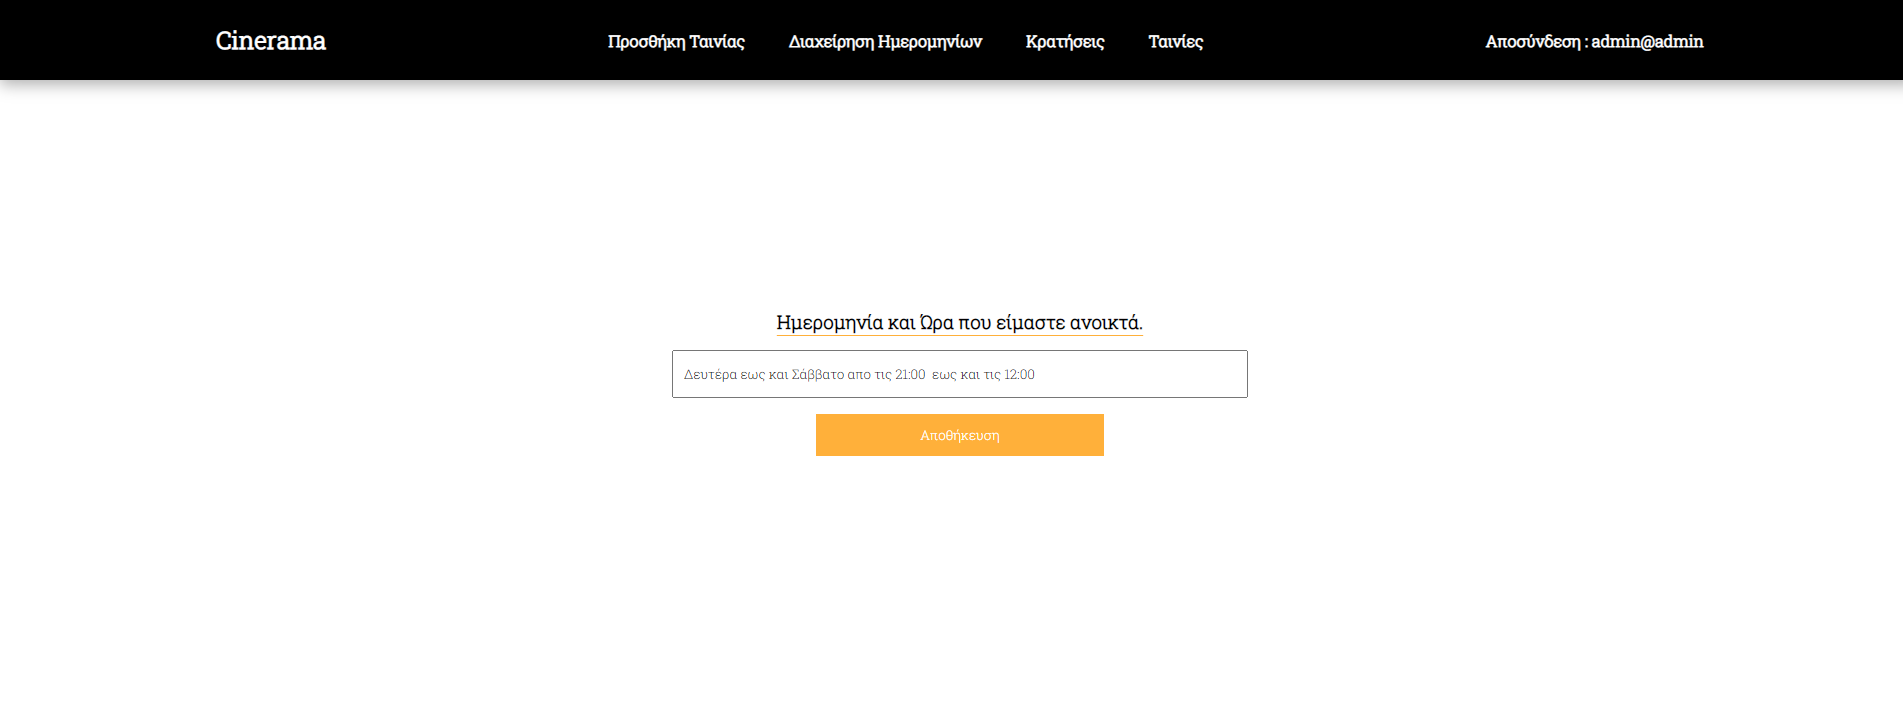 Cinerama
Προσθήκη Ταινίας
Διαχείρηση Ημερομηνίων
Κρατήσεις
Ταινίες
Αποσύνδεση : admin@admin
Ημερομηνία και Ώρα που είμαστε ανοικτά.
Δευτέρα εως και Σάββατο απο τις 21:00  εως και τις 12:00
Αποθήκευση